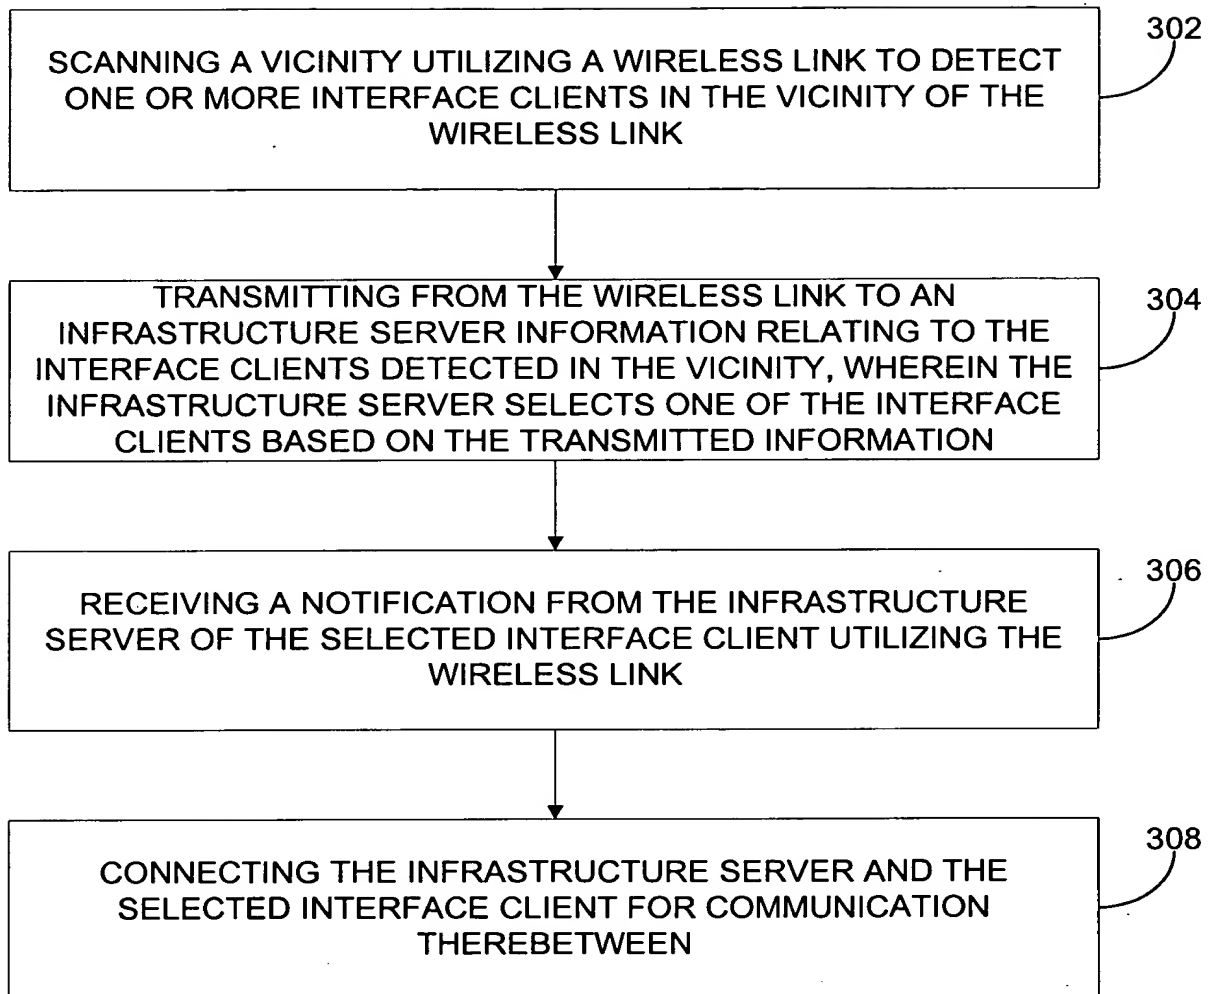 SCANNING A VICINITY UTILIZING A WIRELESS LINK TO DETECT
ONE OR MORE INTERFACE CLIENTS IN THE VICINITY OF THE
WIRELESS LINK
302
TRANSMITTING FROM THE WIRELESS LINK TO AN
INFRASTRUCTURE SERVER INFORMATION RELATING TO THE
INTERFACE CLIENTS DETECTED IN THE VICINITY, WHEREIN THE
INFRASTRUCTURE SERVER SELECTS ONE OF THE INTERFACE
CLIENTS BASED ON THE TRANSMITTED INFORMATION
304
RECEIVING A NOTIFICATION FROM THE INFRASTRUCTURE
SERVER OF THE SELECTED INTERFACE CLIENT UTILIZING THE
WIRELESS LINK
306
CONNECTING THE INFRASTRUCTURE SERVER AND THE
SELECTED INTERFACE CLIENT FOR COMMUNICATION
THEREBETWEEN
308